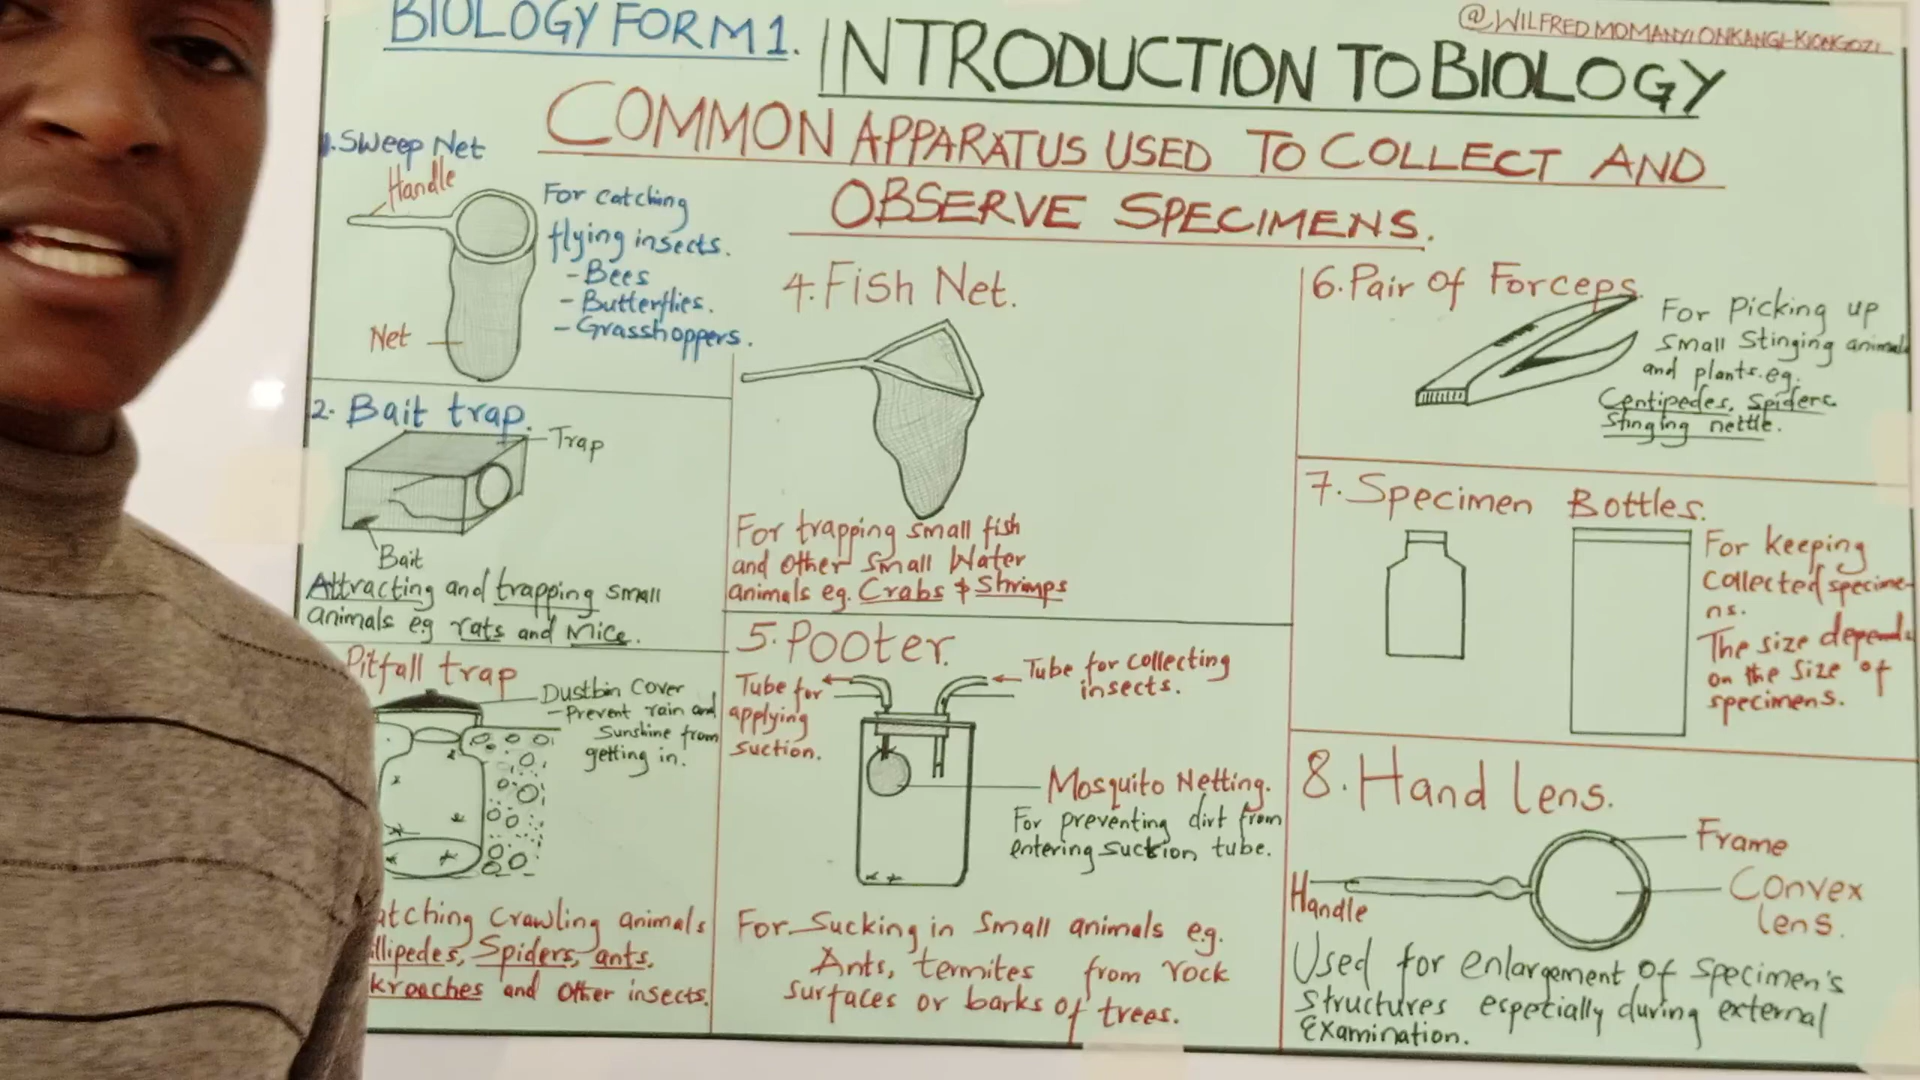 BIOLOGY FORM 1.
INTRODUCTION TO BIOLOGY
@WILFREDMOMANYIONKANGI-KIONGOZI
COMMON APPARATUS USED TO COLLECT AND
OBSERVE SPECIMENS.
1. Sweep Net
Handle
Net
For catching
flying insects.
- Bees
- Butterflies.
- Grasshoppers.
2. Bait trap.
Trap
Bait
Attracting and trapping small
animals eg rats and Mice.
Pitfall trap
Dustbin Cover
- Prevent rain and
Sunshine from
getting in.
atching Crawling animals
llipedes, Spiders, ants,
kroaches and other insects.
4. Fish Net.
For trapping small fish
and other Small Water
animals eg. Crabs & Shrimps
5. Pooter.
Tube for
applying
suction.
Tube for collecting
insects.
Mosquito Netting.
For preventing dirt from
entering suction tube.
For Sucking in Small animals e.g.
Ants, termites from rock
surfaces or barks of trees.
6. Pair of Forceps.
For Picking up
Small Stinging animals
and plants. eg.
Centipedes, Spiders
Stinging nettle.
7. Specimen Bottles.
For keeping
Collected specime-
ns.
The size depends
on the size of
specimens.
8. Hand lens.
Frame
Convex
lens.
Handle
Used for enlargement of specimen's
structures especially during external
Examination.